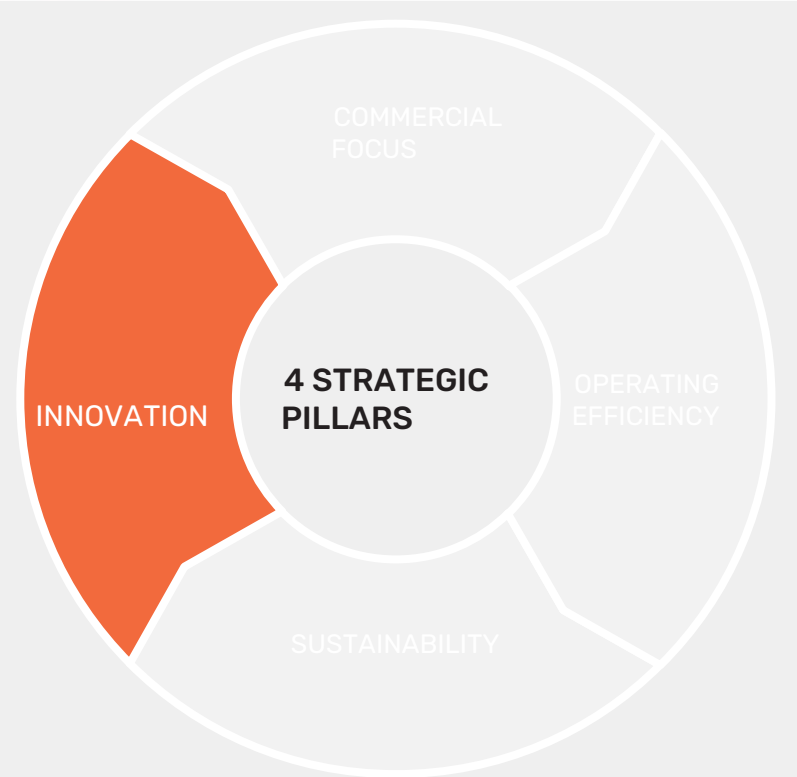 COMMERCIAL
FOCUS
4 STRATEGIC
PILLARS
OPERATING
EFFICIENCY
INNOVATION
SUSTAINABILITY